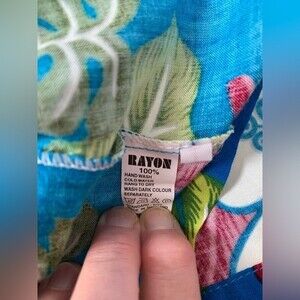 RAYON
100%
HAND WASH
COLD WATER
HANG TO DRY
WASH DARK COLOUR
SEPARATELY